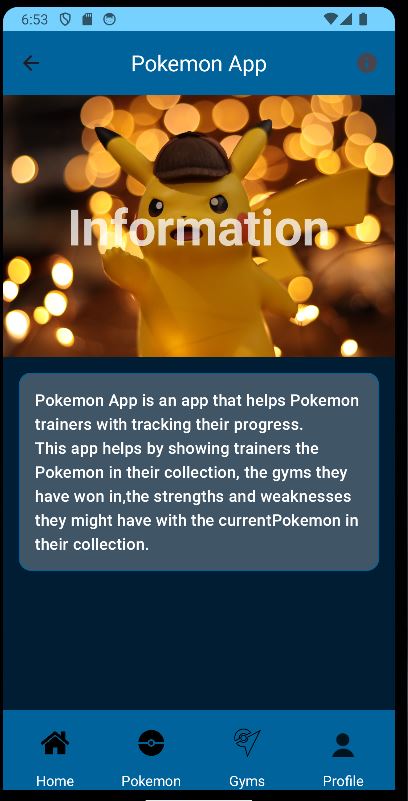 6:53
Pokemon App
Information
Pokemon App is an app that helps Pokemon
trainers with tracking their progress.
This app helps by showing trainers the
Pokemon in their collection, the gyms they
have won in,the strengths and weaknesses
they might have with the currentPokemon in
their collection.
Home Pokemon Gyms Profile